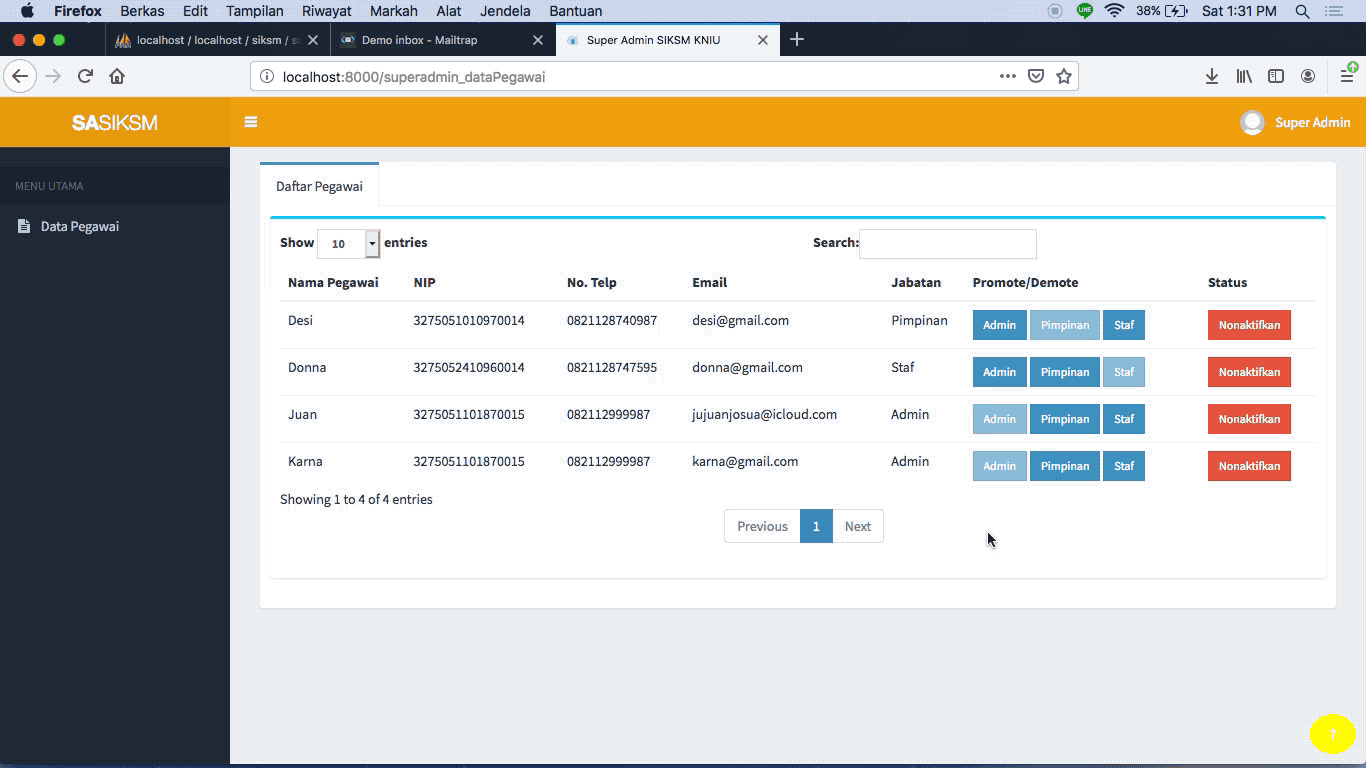 Firefox Berkas Edit Tampilan Riwayat Markah Alat Jendela Bantuan LINE 38% Sat 1:31 PM
localhost / localhost / siksm / su Demo inbox - Mailtrap Super Admin SIKSM KNIU
localhost:8000/superadmin_dataPegawai
SASIKSM Super Admin
MENU UTAMA
Data Pegawai
Daftar Pegawai
Show 10 entries Search:
Nama Pegawai NIP No. Telp Email Jabatan Promote/Demote Status
Desi 3275051010970014 0821128740987 desi@gmail.com Pimpinan Admin Pimpinan Staf Nonaktifkan
Donna 3275052410960014 0821128747595 donna@gmail.com Staf Admin Pimpinan Staf Nonaktifkan
Juan 3275051101870015 082112999987 jujuanjosua@icloud.com Admin Admin Pimpinan Staf Nonaktifkan
Karna 3275051101870015 082112999987 karna@gmail.com Admin Admin Pimpinan Staf Nonaktifkan
Showing 1 to 4 of 4 entries
Previous 1 Next
?